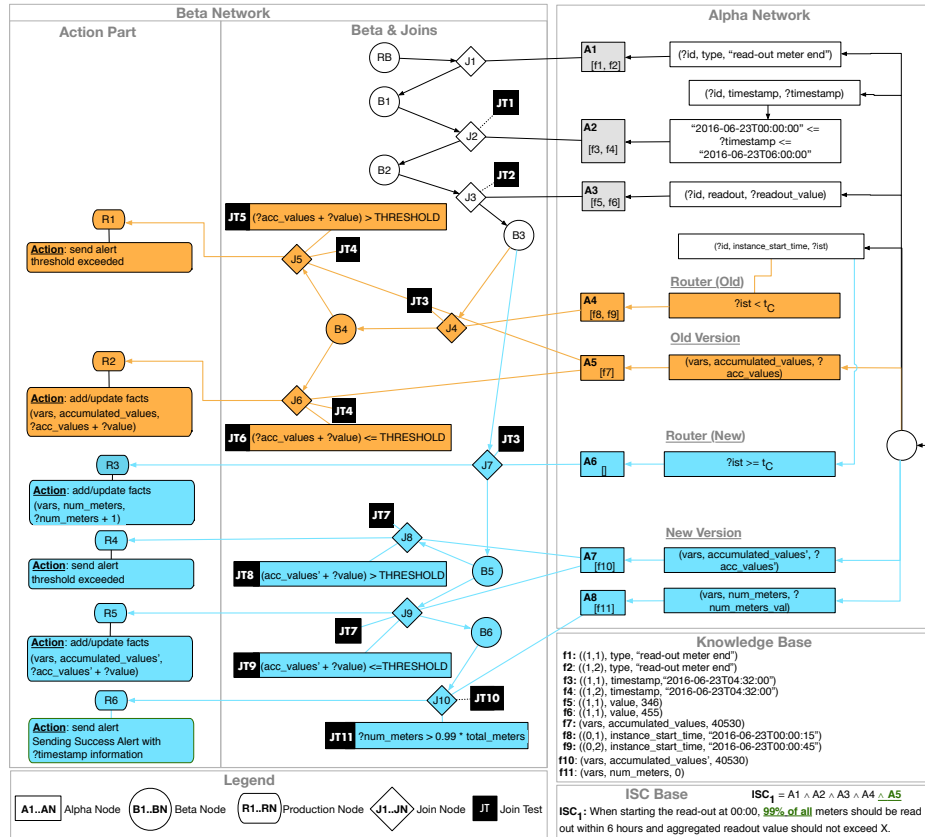 Beta Network
Alpha Network
Action Part
Beta & Joins
RB
J1
A1
[f1, f2]
(?id, type, “read-out meter end”)
B1
JT1
J2
A2
[f3, f4]
(?id, timestamp, ?timestamp)
“2016-06-23T00:00:00” <=
?timestamp <=
“2016-06-23T06:00:00”
B2
JT2
J3
A3
[f5, f6]
(?id, readout, ?readout_value)
B3
R1
Action: send alert
threshold exceeded
JT5 (?acc_values + ?value) > THRESHOLD
JT4
J5
(?id, instance_start_time, ?ist)
Router (Old)
JT3
J4
A4
[f8, f9]
?ist < tC
B4
Old Version
R2
A5
[f7]
(vars, accumulated_values, ?
acc_values)
Action: add/update facts
(vars, accumulated_values,
?acc_values + ?value)
J6
JT4
JT6 (?acc_values + ?value) <= THRESHOLD
JT3
Router (New)
R3
J7
A6
[]
?ist >= tC
Action: add/update facts
(vars, num_meters,
?num_meters + 1)
JT7
New Version
R4
J8
A7
[f10]
(vars, accumulated_values’, ?
acc_values’)
Action: send alert
threshold exceeded
JT8 (acc_values’ + ?value) > THRESHOLD
B5
R5
J9
A8
[f11]
(vars, num_meters, ?
num_meters_val)
JT7
B6
Action: add/update facts
(vars, accumulated_values’,
?acc_values’ + ?value)
JT9 (acc_values’ + ?value) <=THRESHOLD
R6
J10
JT10
Action: send alert
Sending Success Alert with
?timestamp information
JT11 ?num_meters > 0.99 * total_meters
Knowledge Base
f1: ((1,1), type, “read-out meter end”)
f2: ((1,2), type, “read-out meter end”)
f3: ((1,1), timestamp,“2016-06-23T04:32:00”)
f4: ((1,2), timestamp, “2016-06-23T04:32:00”)
f5: ((1,1), value, 346)
f6: ((1,1), value, 455)
f7: (vars, accumulated_values, 40530)
f8: ((0,1), instance_start_time, “2016-06-23T00:00:15”)
f9: ((0,2), instance_start_time, “2016-06-23T00:00:45”)
f10: (vars, accumulated_values’, 40530)
f11: (vars, num_meters, 0)
Legend
A1..AN Alpha Node
B1..BN Beta Node
R1..RN Production Node
J1..JN Join Node
JT Join Test
ISC Base
ISC1 = A1 ∧ A2 ∧ A3 ∧ A4 ∧ A5
ISC1: When starting the read-out at 00:00, 99% of all meters should be read
out within 6 hours and aggregated readout value should not exceed X.